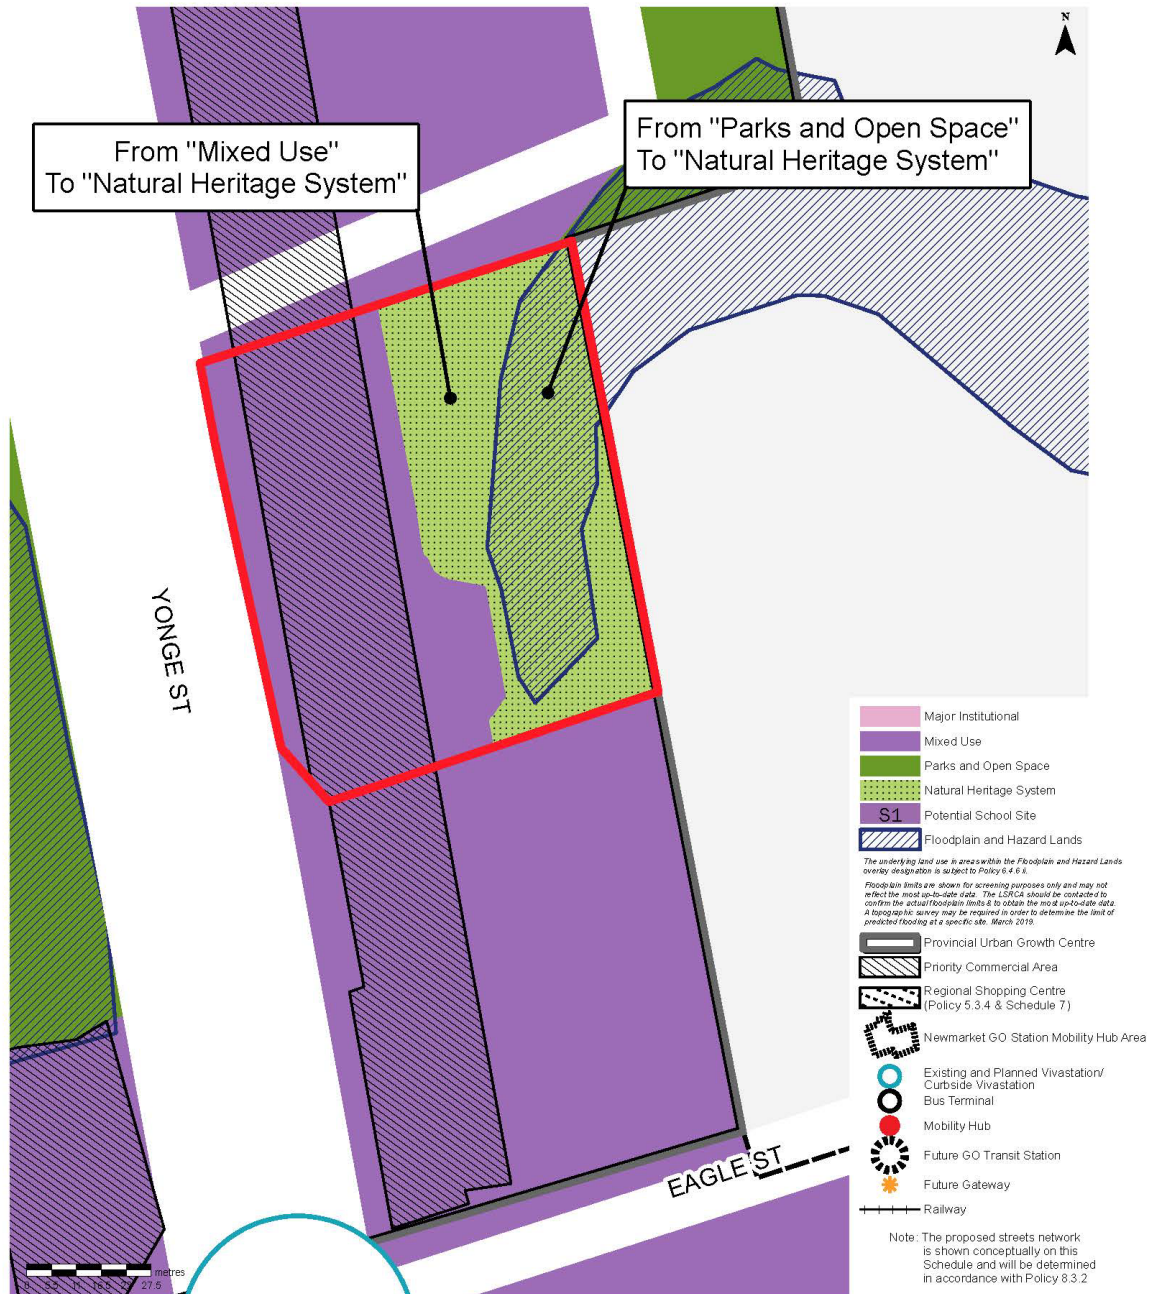 N
From "Mixed Use"
To "Natural Heritage System"
From "Parks and Open Space"
To "Natural Heritage System"
YONGE ST
EAGLE ST
Major Institutional
Mixed Use
Parks and Open Space
Natural Heritage System
S1 Potential School Site
Floodplain and Hazard Lands
The underlying land use in areas within the Floodplain and Hazard Lands
overlay designation is subject to Policy 6.4.6 ii.
Floodplain limits are shown for screening purposes only and may not
reflect the most up-to-date data. The LSRCA should be contacted to
confirm the actual floodplain limits & to obtain the most up-to-date data.
A topographic survey may be required in order to determine the limit of
predicted flooding at a specific site. March 2019.
Provincial Urban Growth Centre
Priority Commercial Area
Regional Shopping Centre
(Policy 5.3.4 & Schedule 7)
Newmarket GO Station Mobility Hub Area
Existing and Planned Vivastation/
Curbside Vivastation
Bus Terminal
Mobility Hub
Future GO Transit Station
Future Gateway
Railway
Note: The proposed streets network
is shown conceptually on this
Schedule and will be determined
in accordance with Policy 8.3.2
metres
0 5.5 11 16.5 22 27.5